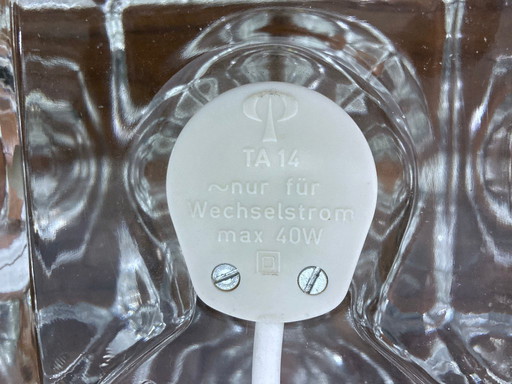 TA 14
~nur für
Wechselstrom
max 40W